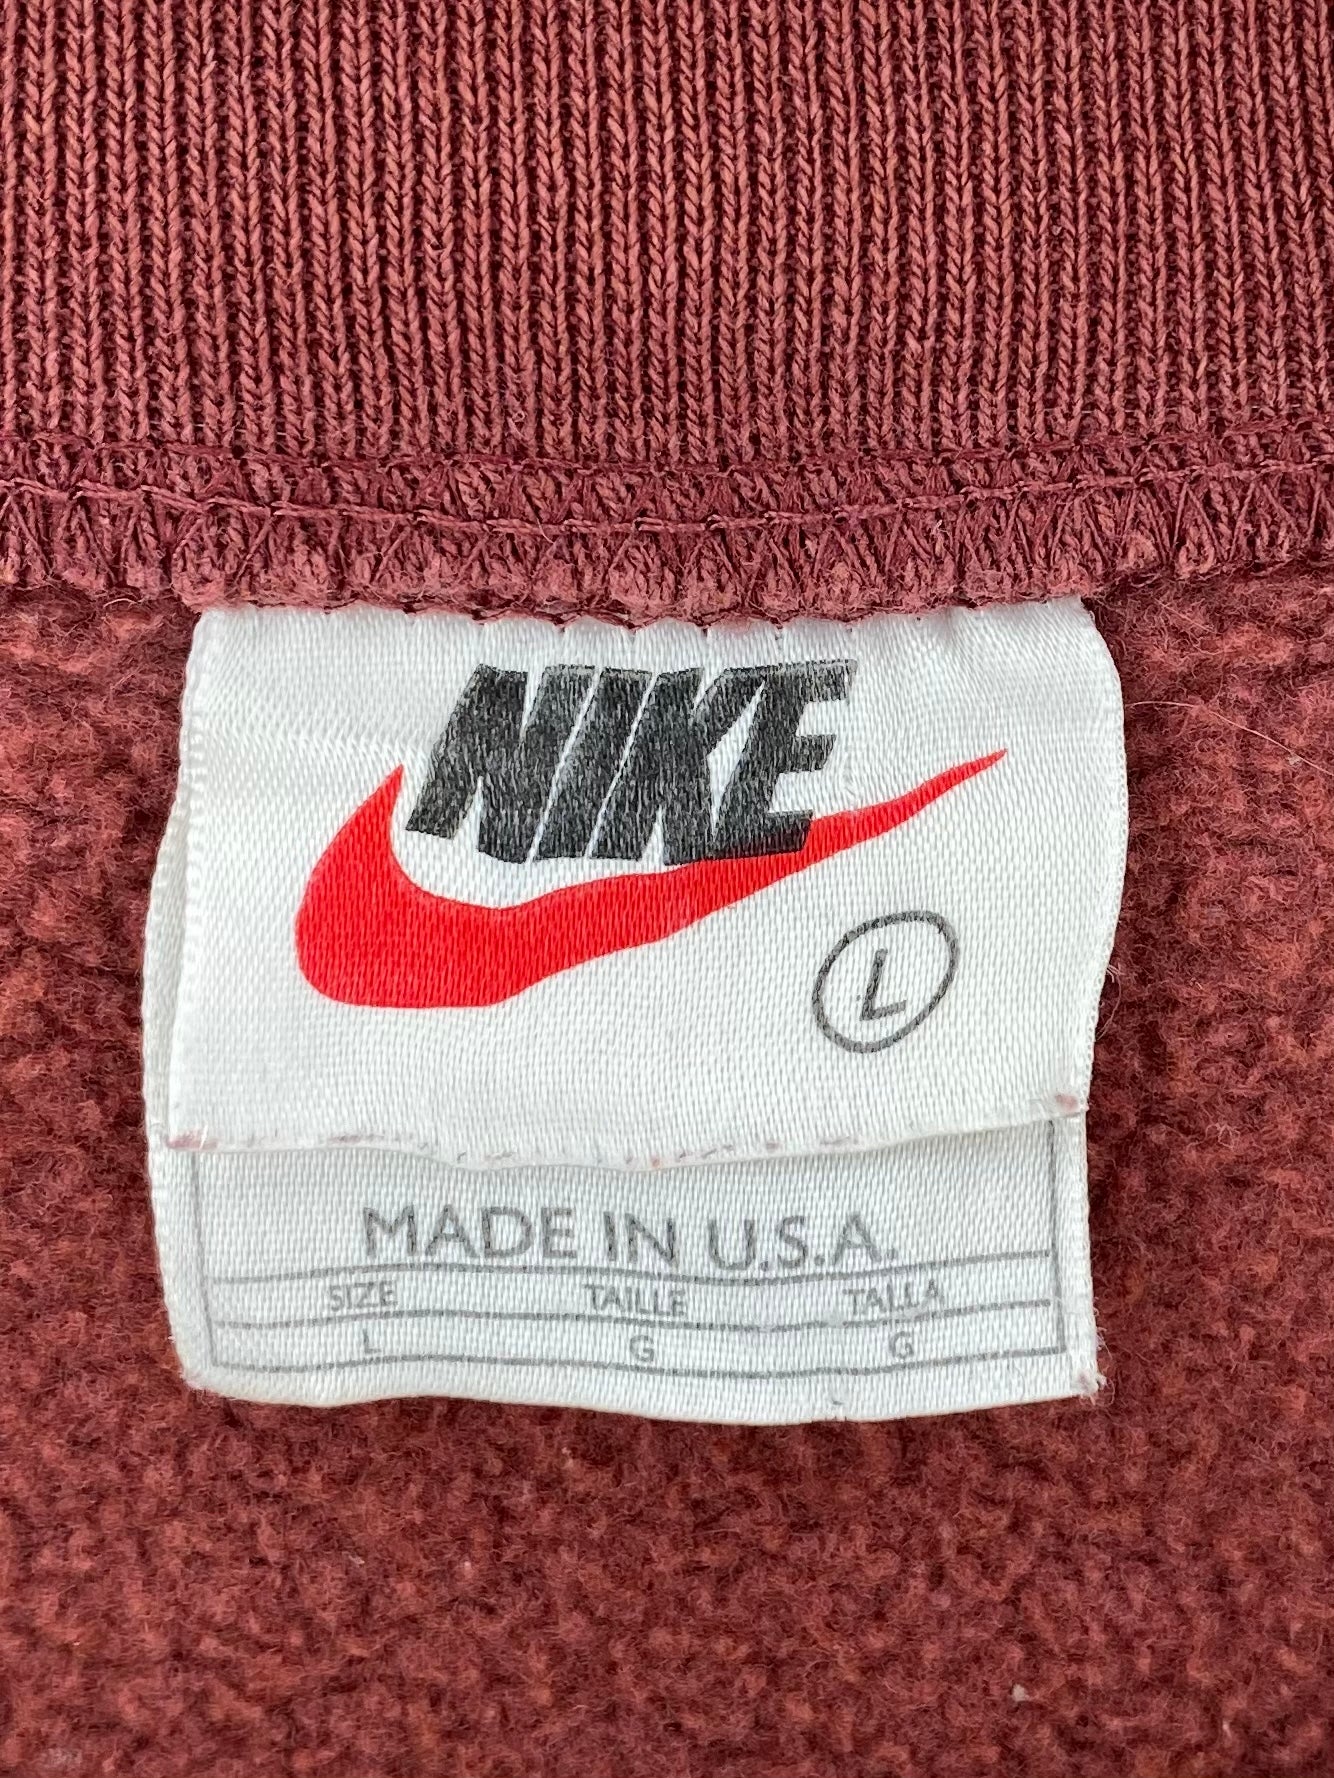 NIKE
L
MADE IN U.S.A.
SIZE TAILLE TALLA
L G G